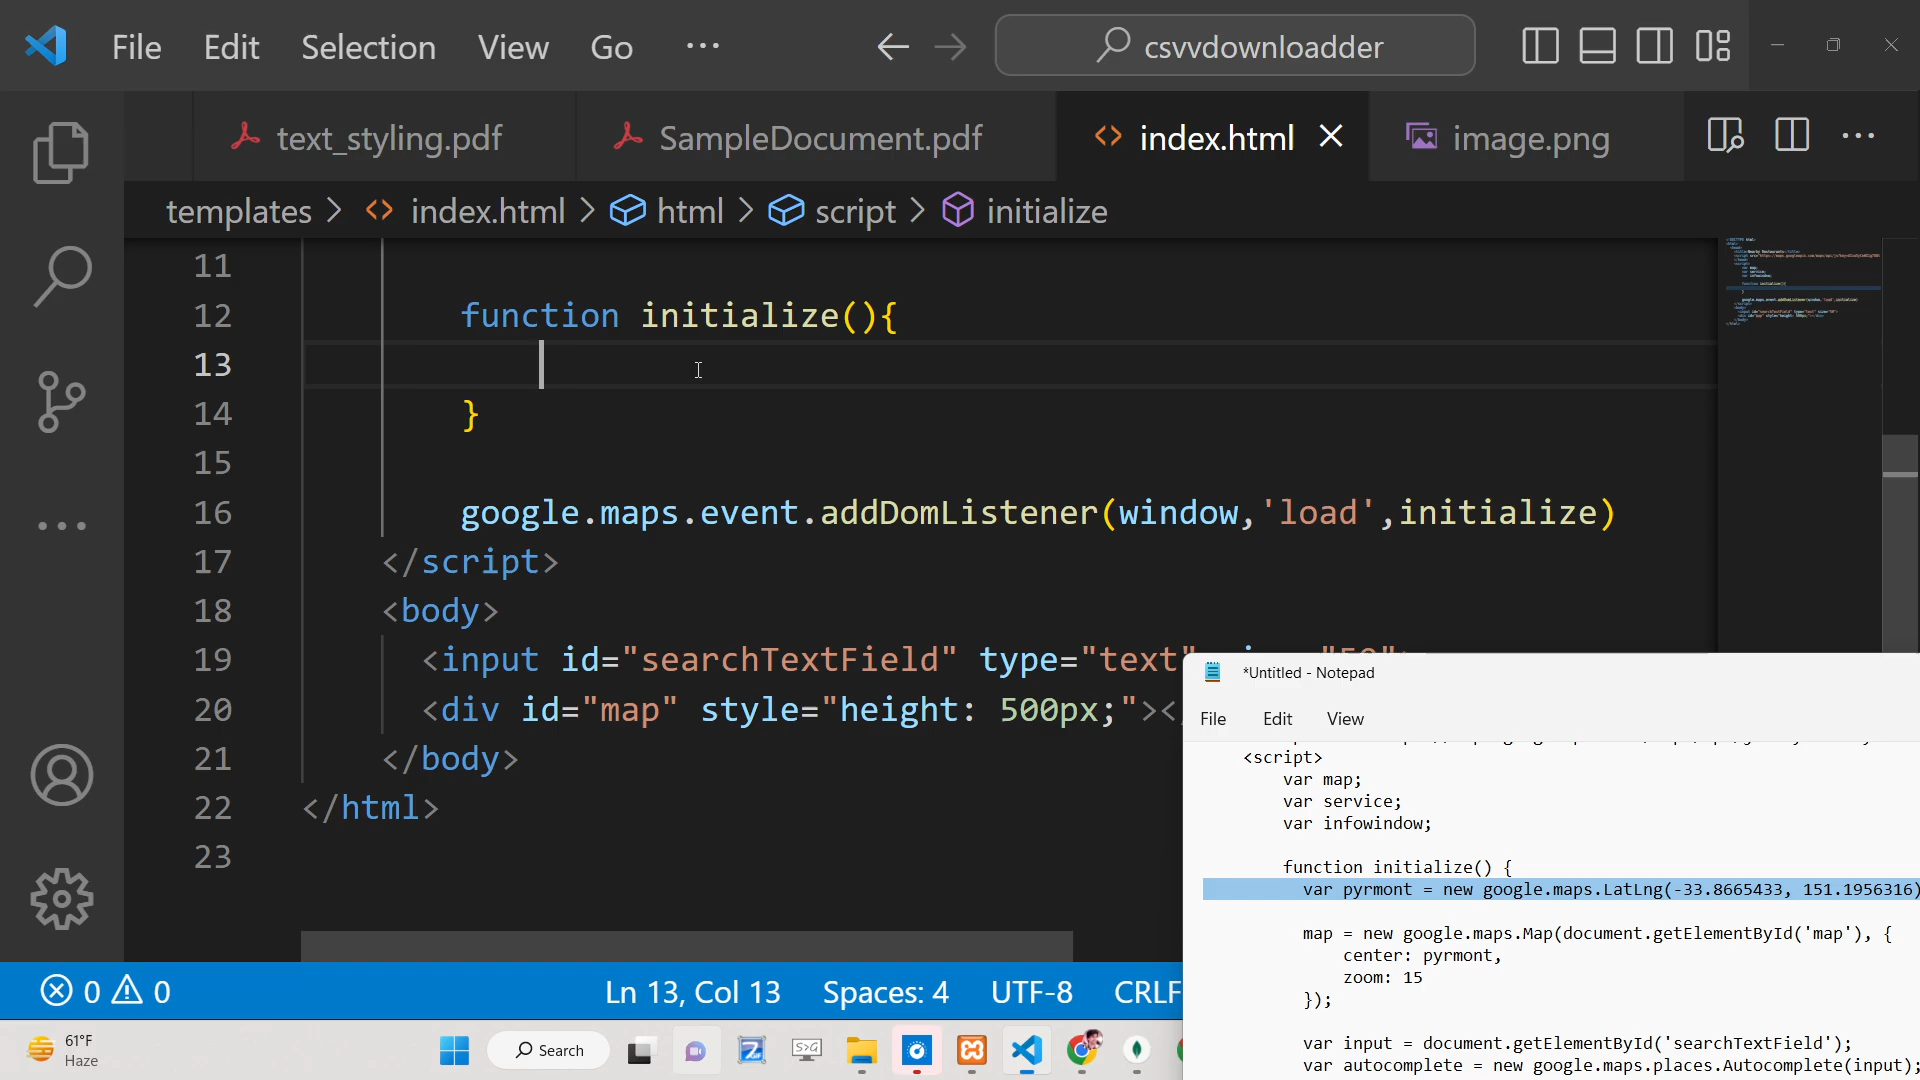 File Edit Selection View Go ... csvvdownloadder
text_styling.pdf SampleDocument.pdf index.html image.png
templates > index.html > html > script > initialize
11
12 function initialize(){
13
14 }
15
16 google.maps.event.addDomListener(window,'load',initialize)
17 </script>
18 <body>
19 <input id="searchTextField" type="text"
20 <div id="map" style="height: 500px;"><
21 </body>
22 </html>
23
*Untitled - Notepad
File Edit View
<script>
var map;
var service;
var infowindow;
function initialize() {
var pyrmont = new google.maps.LatLng(-33.8665433, 151.1956316)
map = new google.maps.Map(document.getElementById('map'), {
center: pyrmont,
zoom: 15
});
var input = document.getElementById('searchTextField');
var autocomplete = new google.maps.places.Autocomplete(input);
0 0 Ln 13, Col 13 Spaces: 4 UTF-8 CRLF
61°F
Haze
Search